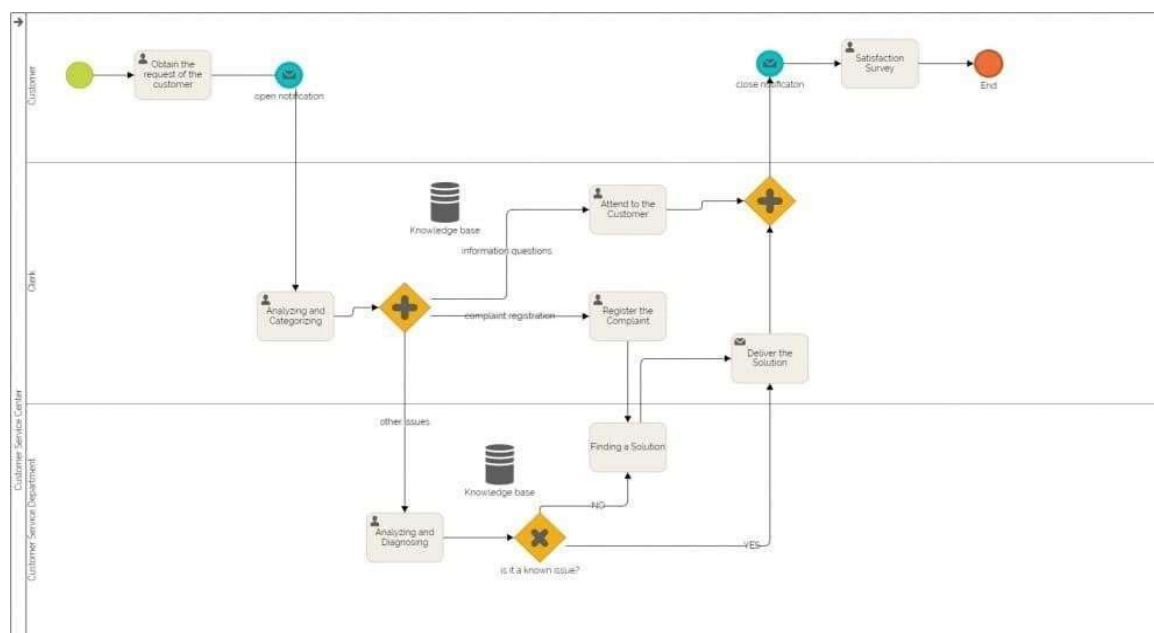 Customer Service Center
Customer
Obtain the
request of the
customer
open notification
close notificaton
Satisfaction
Survey
End
Clerk
Knowledge base
Attend to the
Customer
information questions
Analyzing and
Categorizing
complaint registration
Register the
Complaint
Deliver the
Solution
Customer Service Department
other issues
Finding a Solution
Knowledge base
NO
Analyzing and
Diagnosing
YES
is it a known issue?